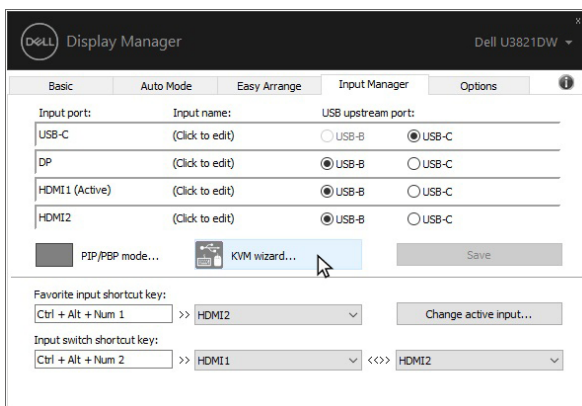 DELL Display Manager Dell U3821DW
x
Basic Auto Mode Easy Arrange Input Manager Options i
Input port: Input name: USB upstream port:
USB-C (Click to edit) USB-B USB-C
DP (Click to edit) USB-B USB-C
HDMI1 (Active) (Click to edit) USB-B USB-C
HDMI2 (Click to edit) USB-B USB-C
PIP/PBP mode... KVM wizard... Save
Favorite input shortcut key:
Ctrl + Alt + Num 1 >> HDMI2 Change active input...
Input switch shortcut key:
Ctrl + Alt + Num 2 >> HDMI1 <<>> HDMI2